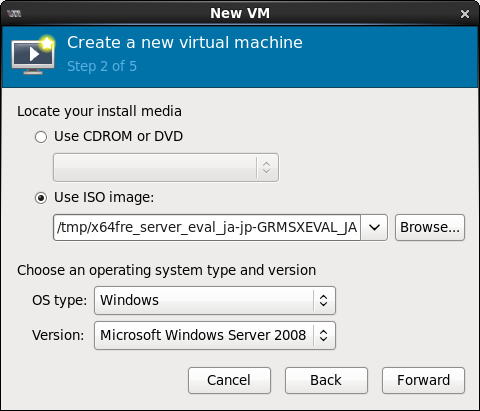 New VM
Create a new virtual machine
Step 2 of 5
Locate your install media
Use CDROM or DVD
Use ISO image:
/tmp/x64fre_server_eval_ja-jp-GRMSXEVAL_JA
Browse...
Choose an operating system type and version
OS type: Windows
Version: Microsoft Windows Server 2008
Cancel Back Forward